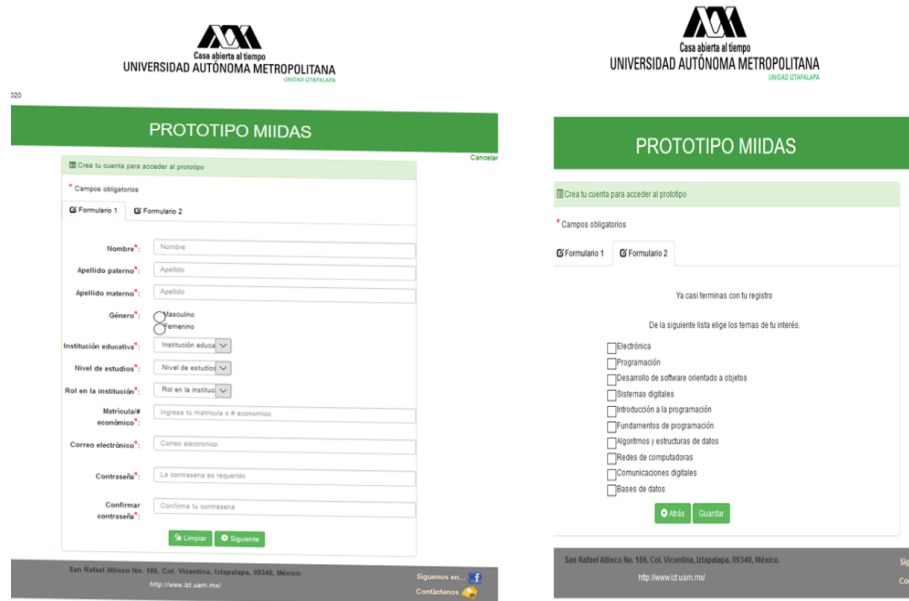 Casa abierta al tiempo
UNIVERSIDAD AUTÓNOMA METROPOLITANA
UNIDAD IZTAPALAPA
020
PROTOTIPO MIIDAS
Cancelar
Crea tu cuenta para acceder al prototipo
* Campos obligatorios
Formulario 1 Formulario 2
Nombre*: Nombre
Apellido paterno*: Apellido
Apellido materno*: Apellido
Género*: Masculino
Femenino
Institución educativa*: Institución educa
Nivel de estudios*: Nivel de estudios
Rol en la institución*: Rol en la instituc
Matrícula/#
económico*: Ingresa tu matricula o # economico
Correo electrónico*: Correo electronico
Contraseña*: La contrasena es requerido
Confirmar
contraseña*: Confirma tu contrasena
Limpiar Siguiente
San Rafael Atlixco No. 186, Col. Vicentina, Iztapalapa, 09340, México.
http://www.izt.uam.mx/
Síguenos en...
Contáctanos
Casa abierta al tiempo
UNIVERSIDAD AUTÓNOMA METROPOLITANA
UNIDAD IZTAPALAPA
PROTOTIPO MIIDAS
Crea tu cuenta para acceder al prototipo
* Campos obligatorios
Formulario 1 Formulario 2
Ya casi terminas con tu registro
De la siguiente lista elige los temas de tu interés.
Electrónica
Programación
Desarrollo de software orientado a objetos
Sistemas digitales
Introducción a la programación
Fundamentos de programación
Algoritmos y estructuras de datos
Redes de computadoras
Comunicaciones digitales
Bases de datos
Atrás Guardar
San Rafael Atlixco No. 186, Col. Vicentina, Iztapalapa, 09340, México.
http://www.izt.uam.mx/
Síg
Con